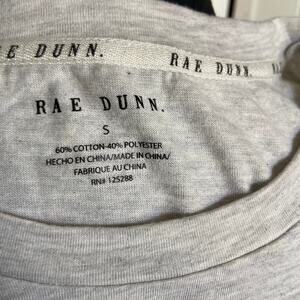 E DUNN.
RAE DUNN.
RAE DUNN.
S
60% COTTON-40% POLYESTER
HECHO EN CHINA/MADE IN CHINA/
FABRIQUE AU CHINA
RN# 125288